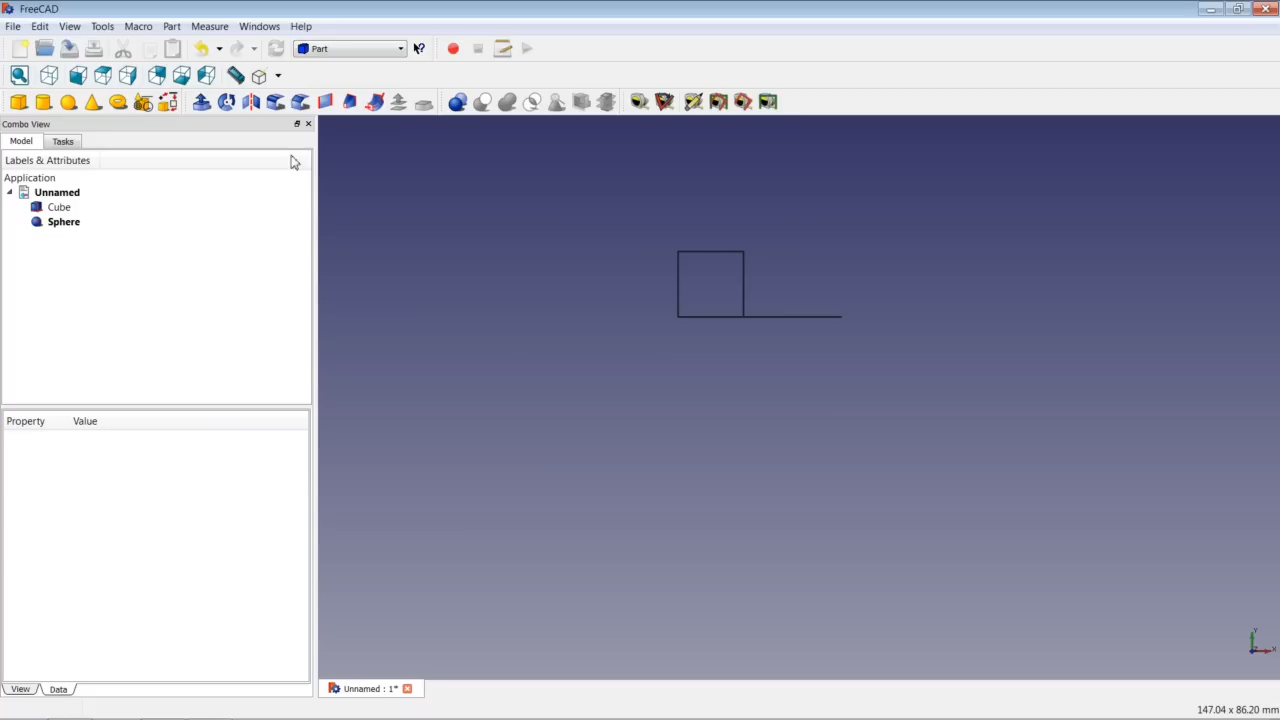 FreeCAD
File Edit View Tools Macro Part Measure Windows Help
Part
Combo View
Model Tasks
Labels & Attributes
Application
Unnamed
Cube
Sphere
Property Value
View Data
Unnamed : 1*
Y
X
147.04 x 86.20 mm